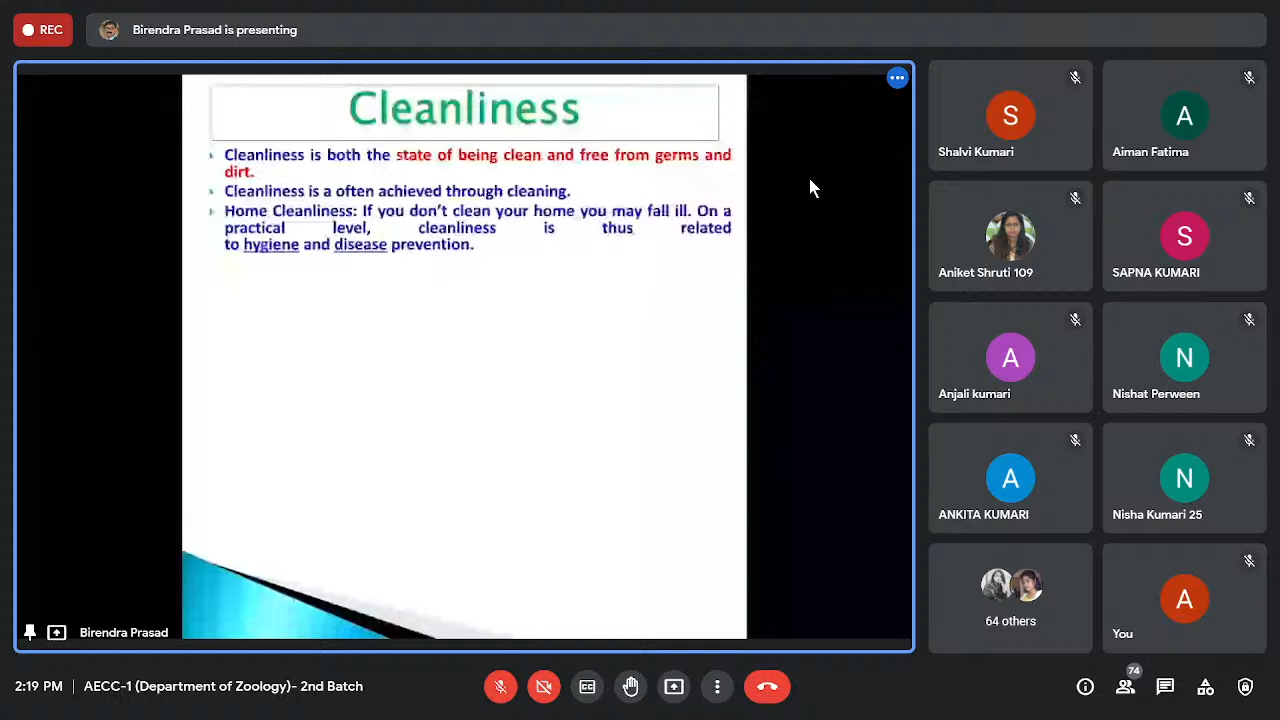 REC
Birendra Prasad is presenting
Cleanliness
Cleanliness is both the state of being clean and free from germs and
dirt.
Cleanliness is a often achieved through cleaning.
Home Cleanliness: If you don't clean your home you may fall ill. On a
practical level, cleanliness is thus related
to hygiene and disease prevention.
Birendra Prasad
S
Shalvi Kumari
A
Aiman Fatima
Aniket Shruti 109
S
SAPNA KUMARI
A
Anjali kumari
N
Nishat Perween
A
ANKITA KUMARI
N
Nisha Kumari 25
64 others
A
You
2:19 PM | AECC-1 (Department of Zoology)- 2nd Batch
CC
74